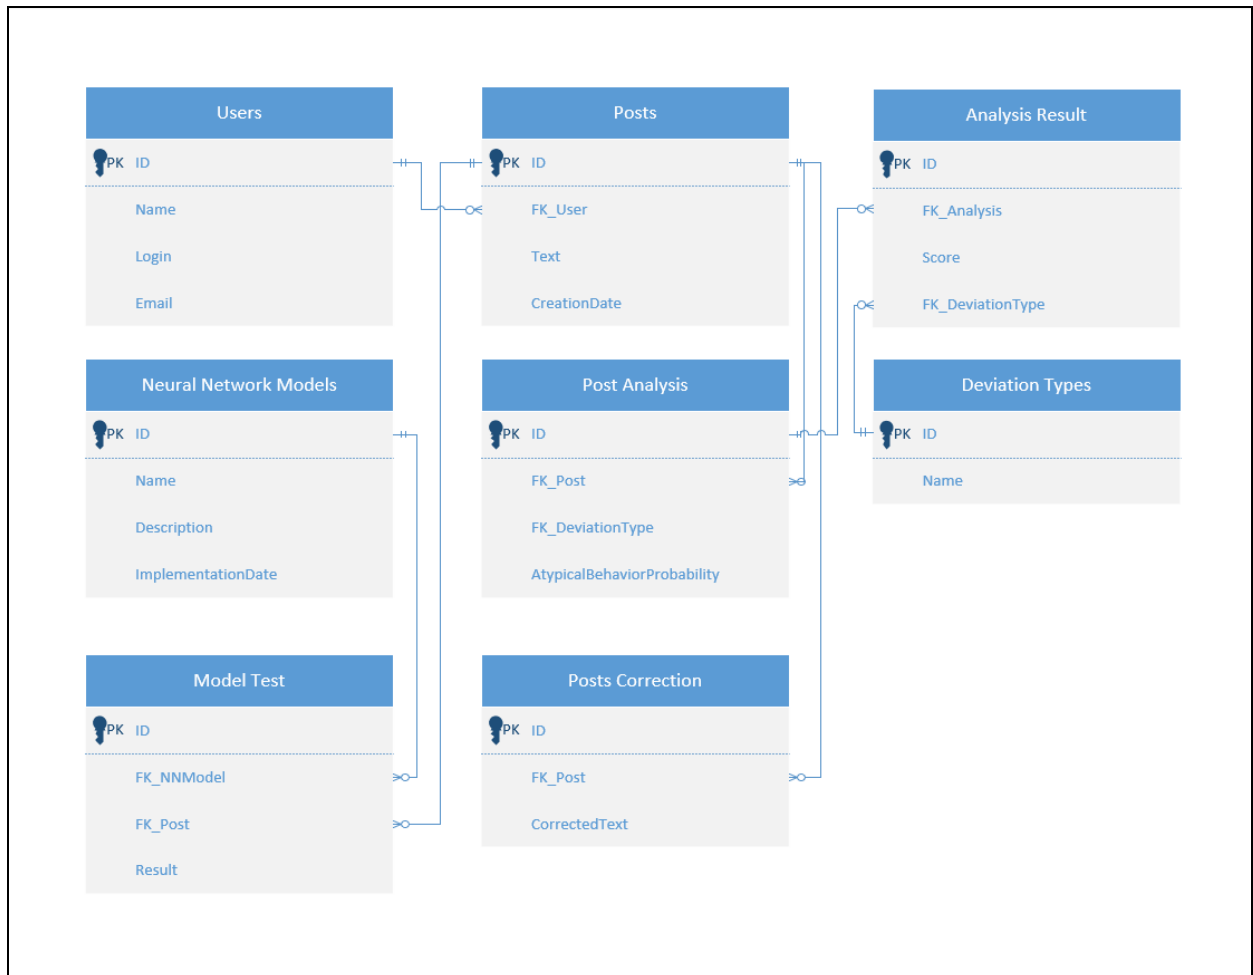 Users
PK ID
Name
Login
Email
Posts
PK ID
FK_User
Text
CreationDate
Analysis Result
PK ID
FK_Analysis
Score
FK_DeviationType
Neural Network Models
PK ID
Name
Description
ImplementationDate
Post Analysis
PK ID
FK_Post
FK_DeviationType
AtypicalBehaviorProbability
Deviation Types
PK ID
Name
Model Test
PK ID
FK_NNModel
FK_Post
Result
Posts Correction
PK ID
FK_Post
CorrectedText